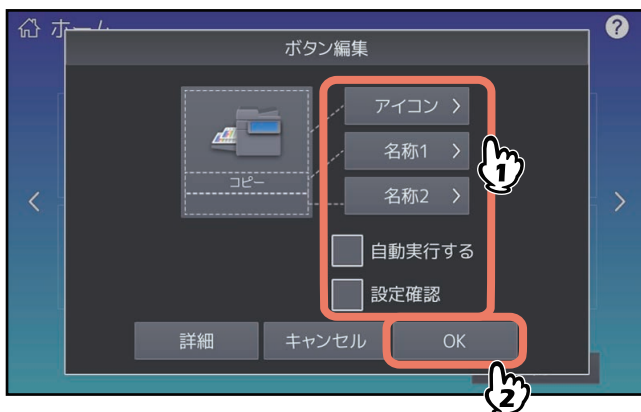 ホーム
?
ボタン編集
アイコン >
名称1 >
コピー
名称2 >
自動実行する
設定確認
詳細
キャンセル
OK
1
2